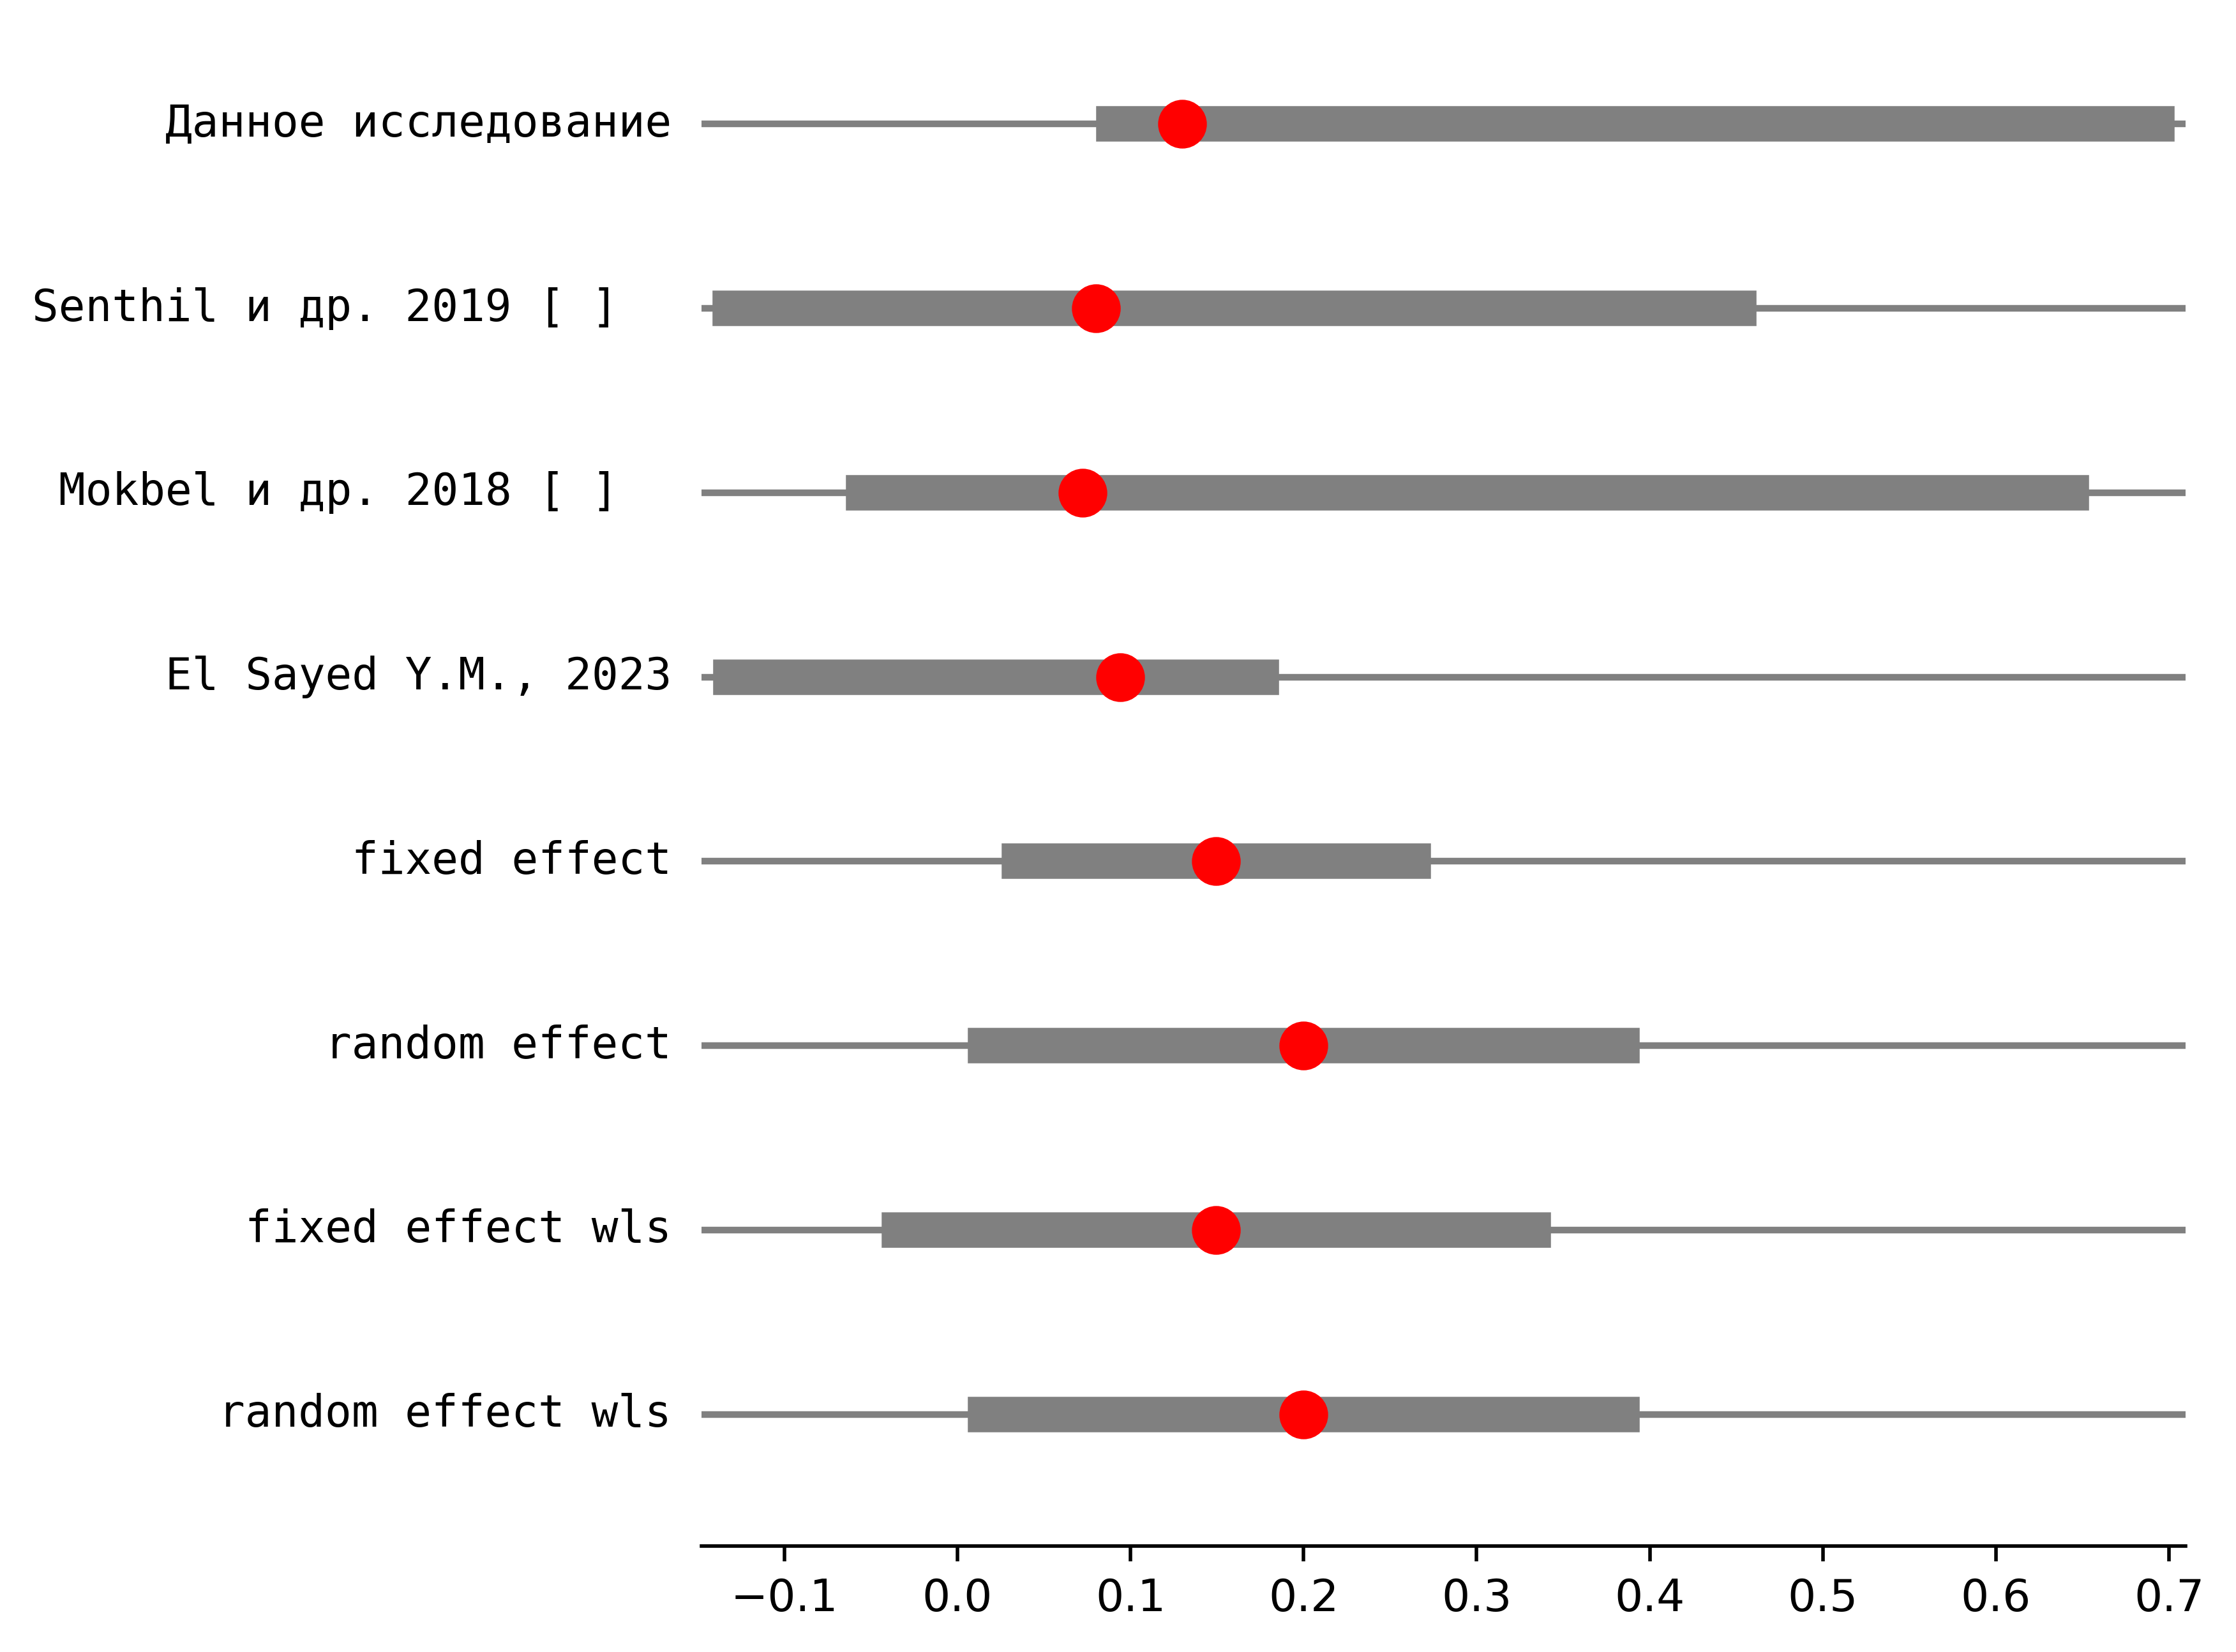 Данное исследование
Senthil и др. 2019 [ ]
Mokbel и др. 2018 [ ]
El Sayed Y.M., 2023
fixed effect
random effect
fixed effect wls
random effect wls
−0.1 0.0 0.1 0.2 0.3 0.4 0.5 0.6 0.7